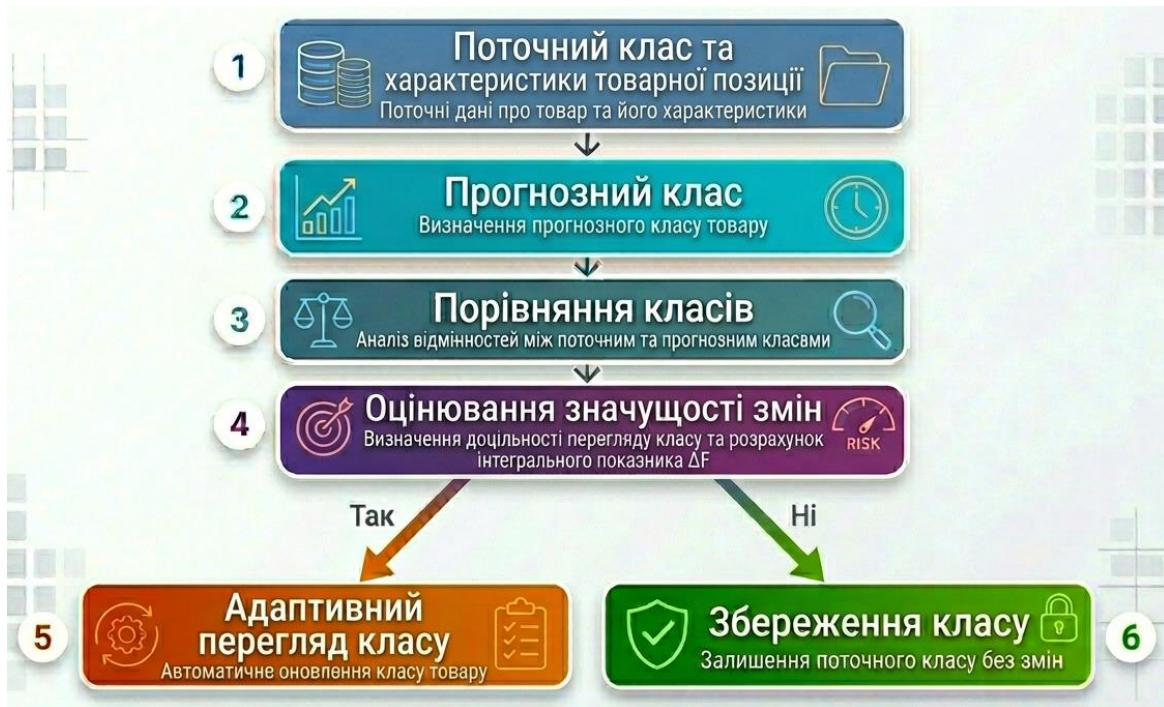 1
Поточний клас та
характеристики товарної позиції
Поточні дані про товар та його характеристики
2
Прогнозний клас
Визначення прогнозного класу товару
3
Порівняння класів
Аналіз відмінностей між поточним та прогнозним класвми
4
Оцінювання значущості змін
Визначення доцільності перегляду класу та розрахунок
інтегрального показника ΔF
RISK
Так
Ні
5
Адаптивний
перегляд класу
Автоматичне оновлення класу товару
Збереження класу
Залишення поточного класу без змін
6